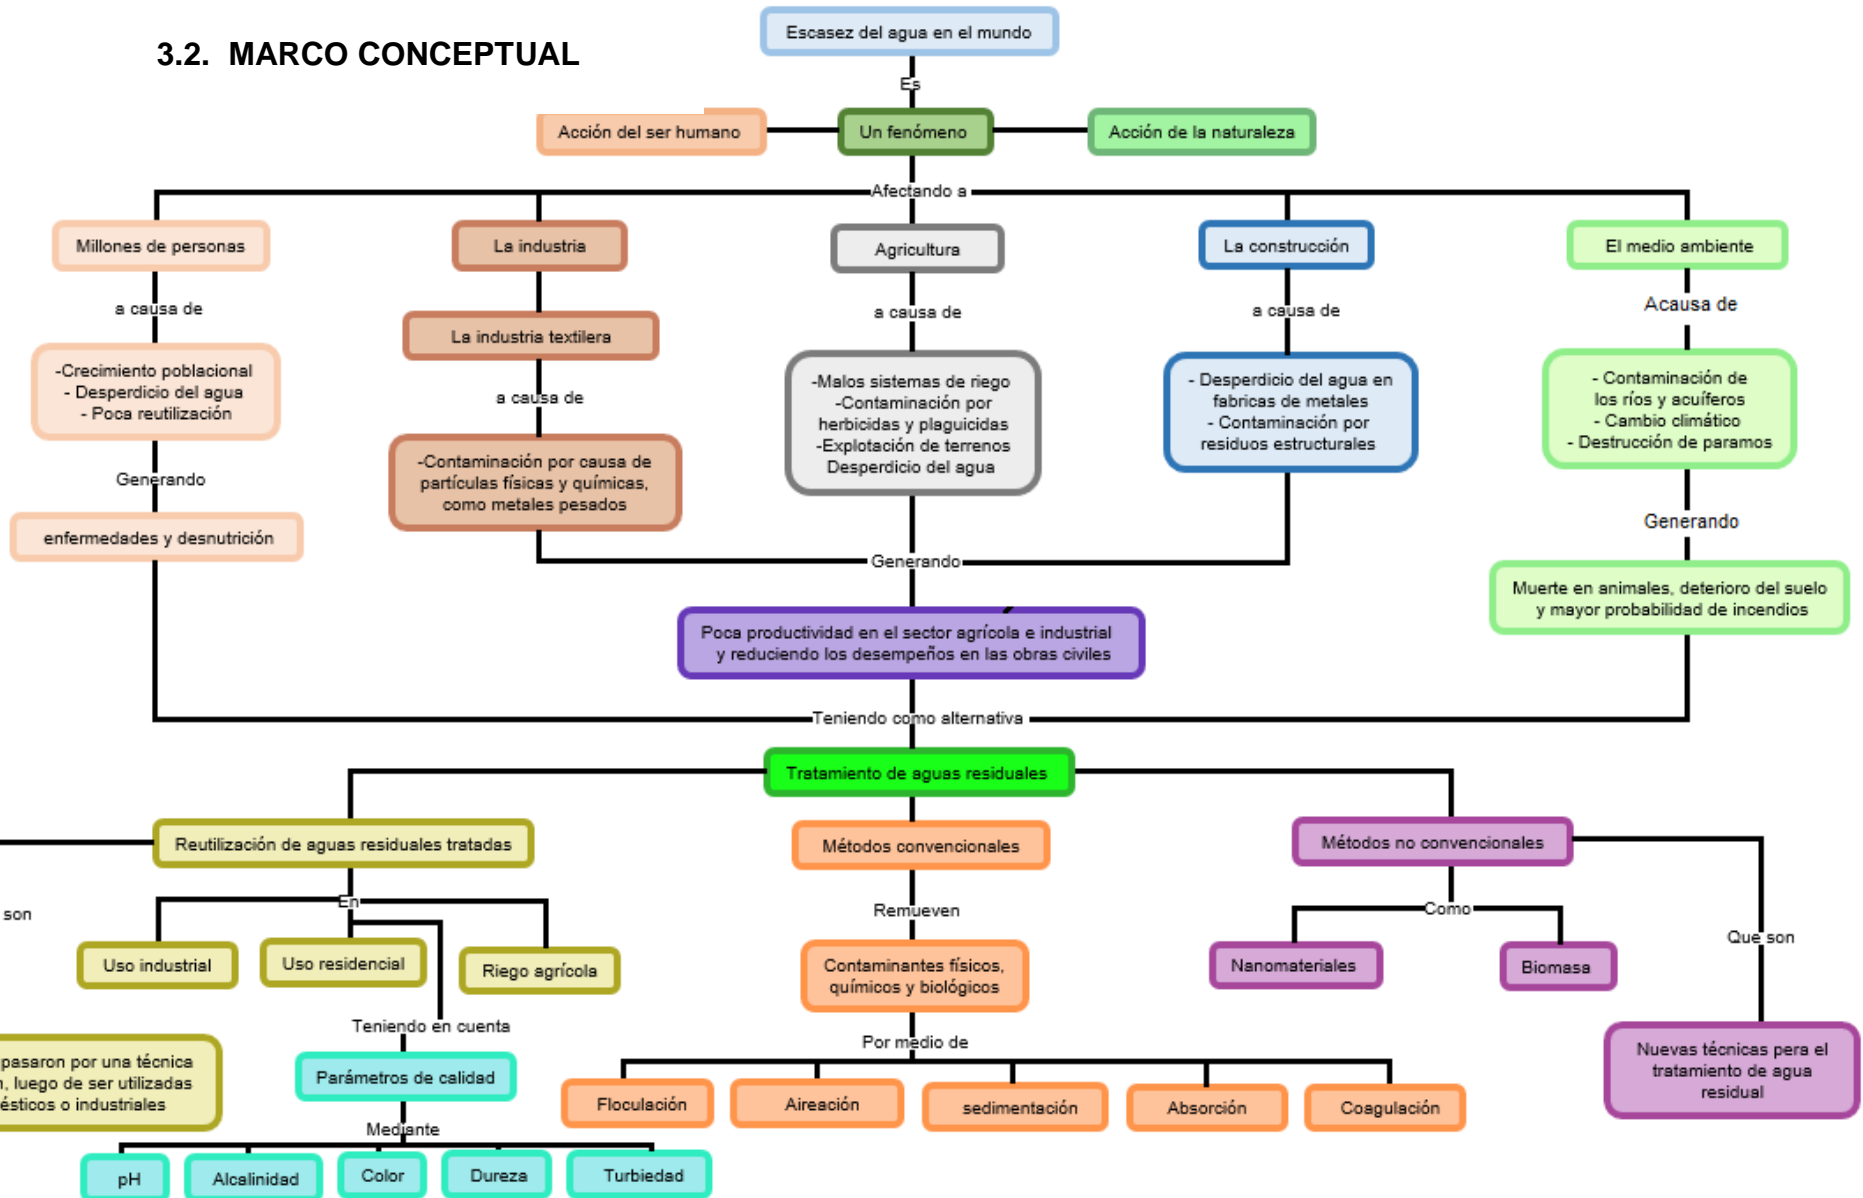 3.2. MARCO CONCEPTUAL
Escasez del agua en el mundo
Es
Acción del ser humano
Un fenómeno
Acción de la naturaleza
Afectando a
Millones de personas
La industria
Agricultura
La construcción
El medio ambiente
a causa de
a causa de
a causa de
Acausa de
La industria textilera
a causa de
-Crecimiento poblacional
- Desperdicio del agua
- Poca reutilización
-Contaminación por causa de
partículas físicas y químicas,
como metales pesados
-Malos sistemas de riego
-Contaminación por
herbicidas y plaguicidas
-Explotación de terrenos
Desperdicio del agua
- Desperdicio del agua en
fabricas de metales
- Contaminación por
residuos estructurales
- Contaminación de
los ríos y acuíferos
- Cambio climático
- Destrucción de paramos
Generando
Generando
Generando
enfermedades y desnutrición
Poca productividad en el sector agrícola e industrial
y reduciendo los desempeños en las obras civiles
Muerte en animales, deterioro del suelo
y mayor probabilidad de incendios
Teniendo como alternativa
Tratamiento de aguas residuales
Reutilización de aguas residuales tratadas
Métodos convencionales
Métodos no convencionales
son
En
Remueven
Como
Que son
Uso industrial
Uso residencial
Riego agrícola
Contaminantes físicos,
químicos y biológicos
Nanomateriales
Biomasa
Teniendo en cuenta
Por medio de
pasaron por una técnica
n, luego de ser utilizadas
ésticos o industriales
Parámetros de calidad
Floculación
Aireación
sedimentación
Absorción
Coagulación
Nuevas técnicas pera el
tratamiento de agua
residual
Mediante
pH
Alcalinidad
Color
Dureza
Turbiedad